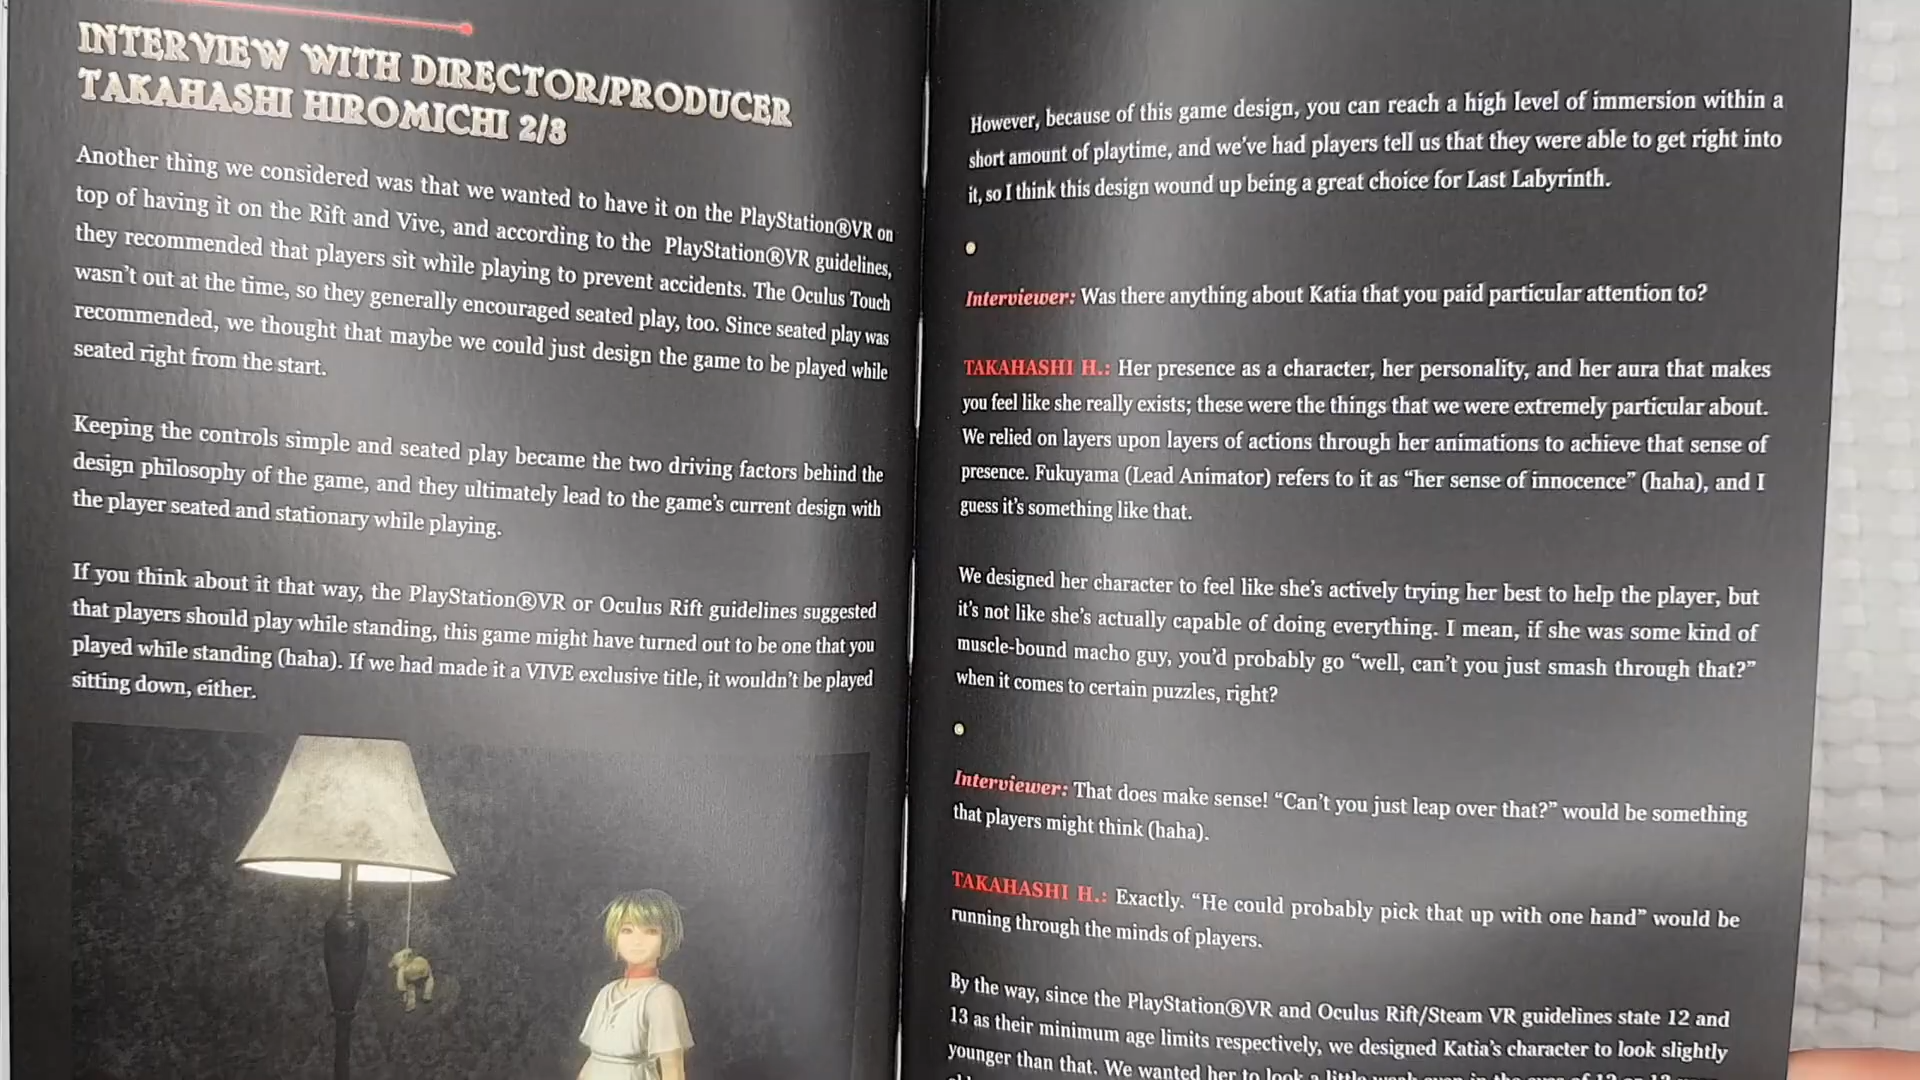 INTERVIEW WITH DIRECTOR/PRODUCER
TAKAHASHI HIROMICHI 2/3
Another thing we considered was that we wanted to have it on the PlayStation®VR on
top of having it on the Rift and Vive, and according to the PlayStation®VR guidelines,
they recommended that players sit while playing to prevent accidents. The Oculus Touch
wasn't out at the time, so they generally encouraged seated play, too. Since seated play was
recommended, we thought that maybe we could just design the game to be played while
seated right from the start.
Keeping the controls simple and seated play became the two driving factors behind the
design philosophy of the game, and they ultimately lead to the game's current design with
the player seated and stationary while playing.
If you think about it that way, the PlayStation®VR or Oculus Rift guidelines suggested
that players should play while standing, this game might have turned out to be one that you
played while standing (haha). If we had made it a VIVE exclusive title, it wouldn't be played
sitting down, either.
However, because of this game design, you can reach a high level of immersion within a
short amount of playtime, and we've had players tell us that they were able to get right into
it, so I think this design wound up being a great choice for Last Labyrinth.
Interviewer: Was there anything about Katia that you paid particular attention to?
TAKAHASHI H.: Her presence as a character, her personality, and her aura that makes
you feel like she really exists; these were the things that we were extremely particular about.
We relied on layers upon layers of actions through her animations to achieve that sense of
presence. Fukuyama (Lead Animator) refers to it as "her sense of innocence" (haha), and I
guess it's something like that.
We designed her character to feel like she's actively trying her best to help the player, but
it's not like she's actually capable of doing everything. I mean, if she was some kind of
muscle-bound macho guy, you'd probably go "well, can't you just smash through that?"
when it comes to certain puzzles, right?
Interviewer: That does make sense! "Can't you just leap over that?" would be something
that players might think (haha).
TAKAHASHI H.: Exactly. "He could probably pick that up with one hand" would be
running through the minds of players.
By the way, since the PlayStation®VR and Oculus Rift/Steam VR guidelines state 12 and
13 as their minimum age limits respectively, we designed Katia's character to look slightly
younger than that. We wanted her to look a little